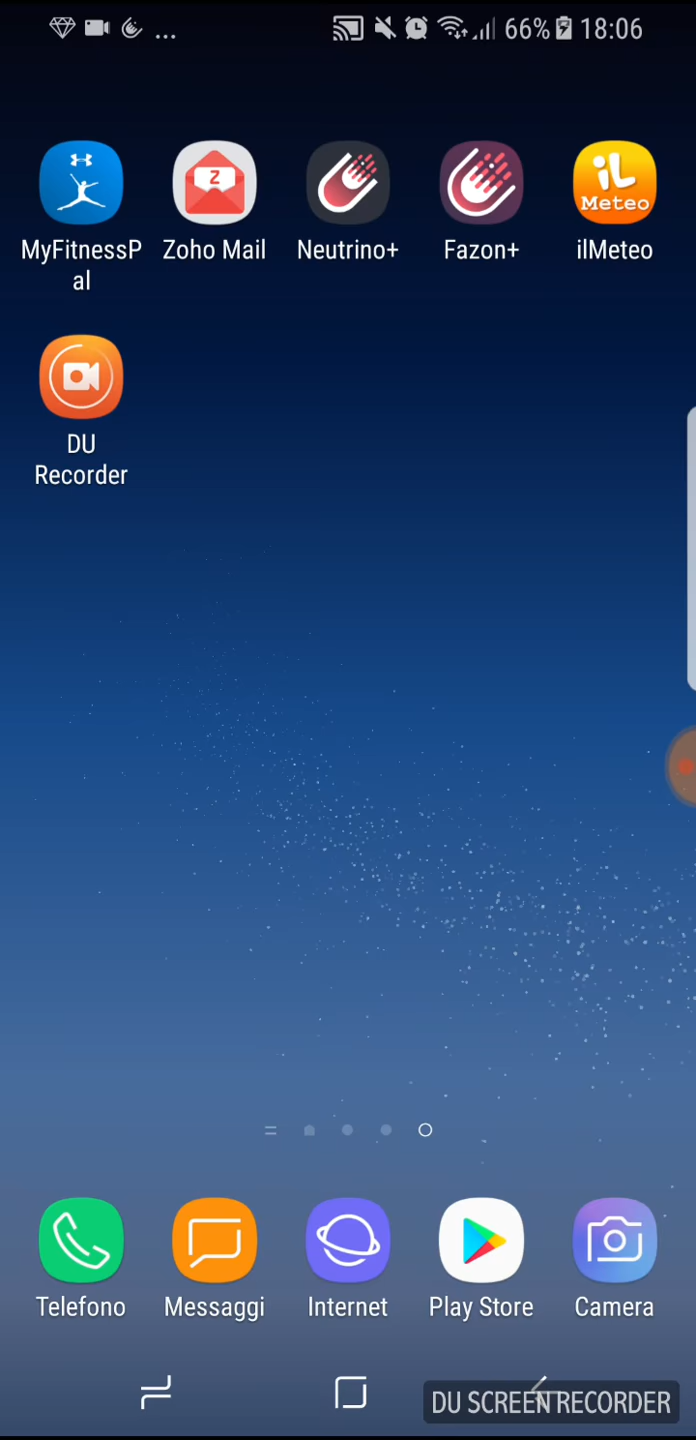 ... 66% 18:06
MyFitnessP
al
Zoho Mail
Neutrino+
Fazon+
iL
Meteo
ilMeteo
Z
DU
Recorder
Telefono
Messaggi
Internet
Play Store
Camera
DU SCREEN RECORDER